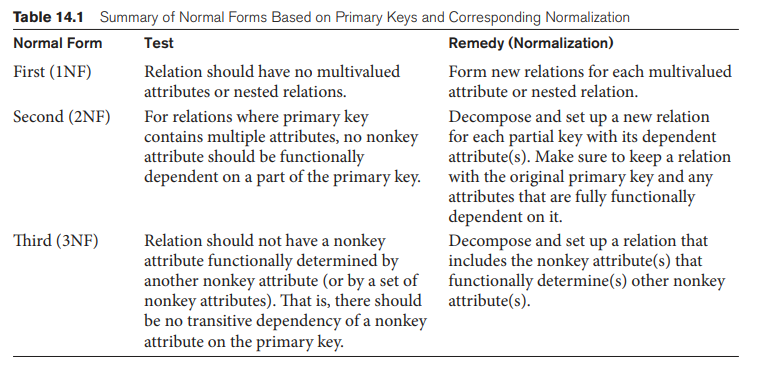 Table 14.1 Summary of Normal Forms Based on Primary Keys and Corresponding Normalization
Normal Form Test Remedy (Normalization)
First (1NF) Relation should have no multivalued Form new relations for each multivalued
attributes or nested relations. attribute or nested relation.
Second (2NF) For relations where primary key Decompose and set up a new relation
contains multiple attributes, no nonkey for each partial key with its dependent
attribute should be functionally attribute(s). Make sure to keep a relation
dependent on a part of the primary key. with the original primary key and any
attributes that are fully functionally
dependent on it.
Third (3NF) Relation should not have a nonkey Decompose and set up a relation that
attribute functionally determined by includes the nonkey attribute(s) that
another nonkey attribute (or by a set of functionally determine(s) other nonkey
nonkey attributes). That is, there should attribute(s).
be no transitive dependency of a nonkey
attribute on the primary key.